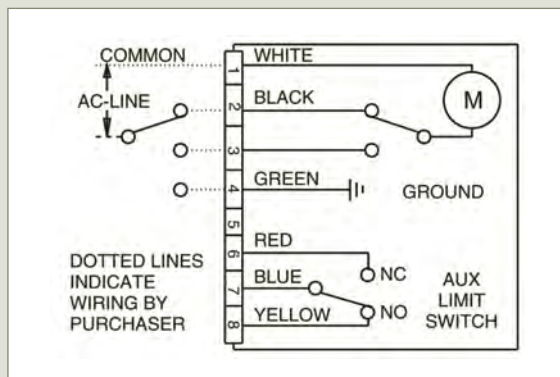 COMMON
AC-LINE
1
WHITE
2
BLACK
3
4
GREEN
5
6
RED
7
BLUE
8
YELLOW
M
GROUND
NC
NO
AUX
LIMIT
SWITCH
DOTTED LINES
INDICATE
WIRING BY
PURCHASER